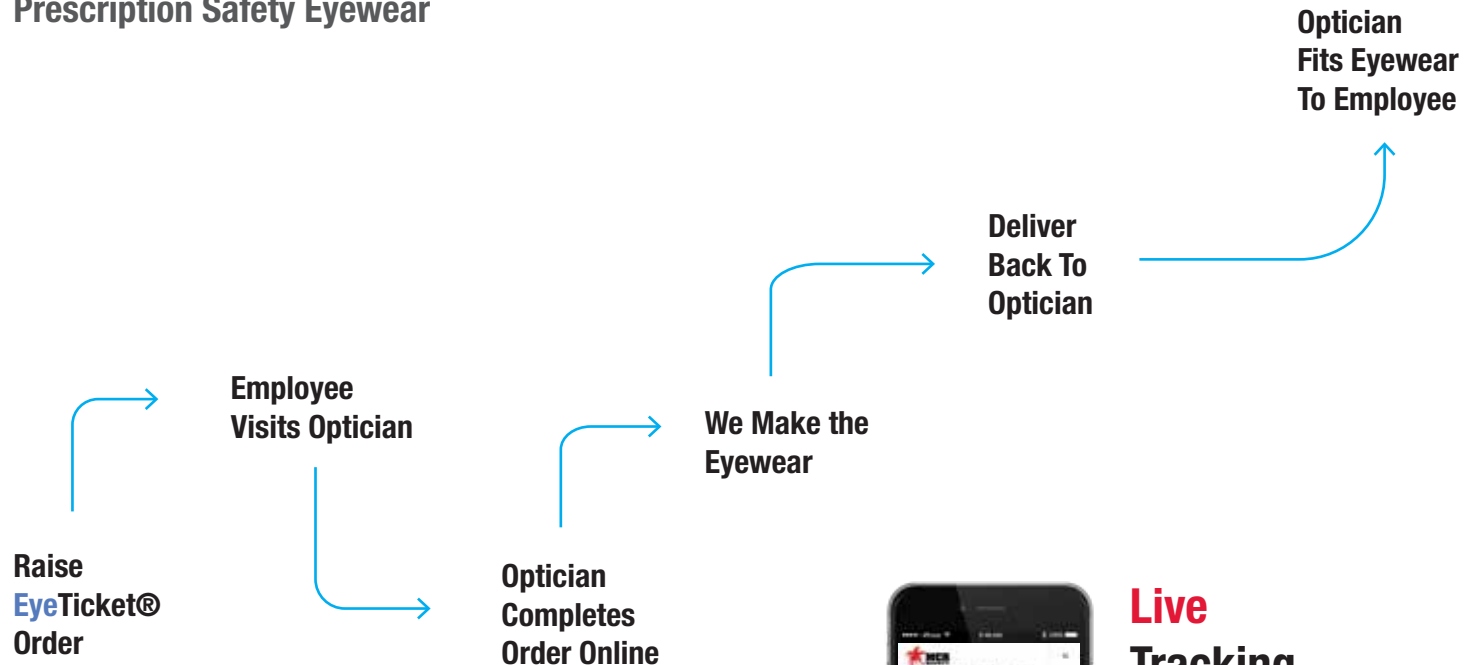 Prescription Safety Eyewear
Raise
EyeTicket®
Order
Employee
Visits Optician
Optician
Completes
Order Online
We Make the
Eyewear
Deliver
Back To
Optician
Optician
Fits Eyewear
To Employee
MCR
Live
Tracking